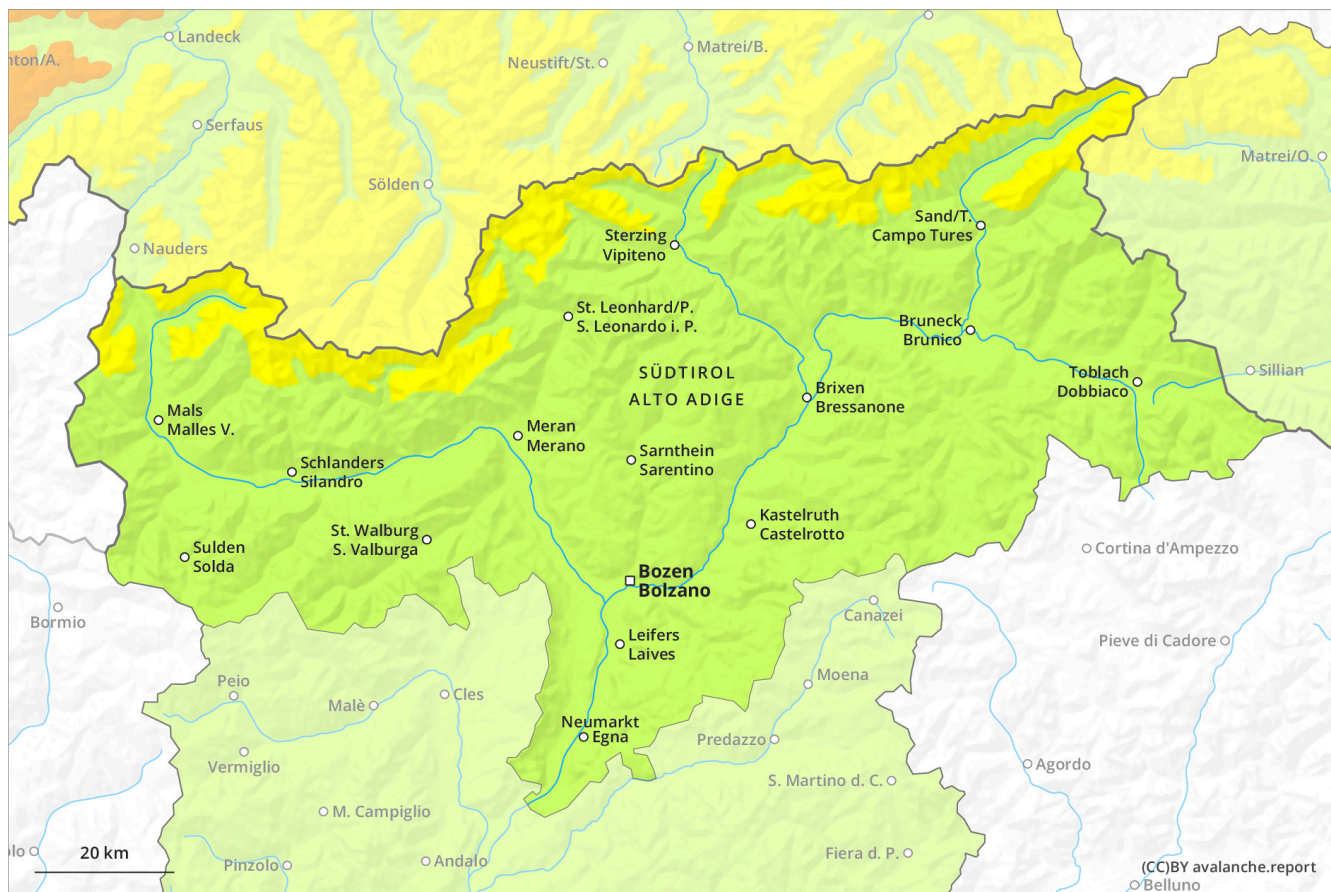 Landeck
Matrei/B.
nton/A.
Neustift/St.
Serfaus
Matrei/O.
Sölden
Sand/T.
Campo Tures
Nauders
Sterzing
Vipiteno
St. Leonhard/P.
S. Leonardo i. P.
Bruneck
Brunico
SÜDTIROL
ALTO ADIGE
Toblach
Dobbiaco
Sillian
Brixen
Bressanone
Mals
Malles V.
Meran
Merano
Sarnthein
Sarentino
Schlanders
Silandro
Kastelruth
Castelrotto
St. Walburg
S. Valburga
Sulden
Solda
Cortina d'Ampezzo
Bozen
Bolzano
Bormio
Canazei
Leifers
Laives
Pieve di Cadore
Moena
Peio
Cles
Malè
Neumarkt
Egna
Predazzo
Vermiglio
Agordo
S. Martino d. C.
M. Campiglio
lo
20 km
Pinzolo
Andalo
Fiera d. P.
(CC)BY avalanche.report
Belluno